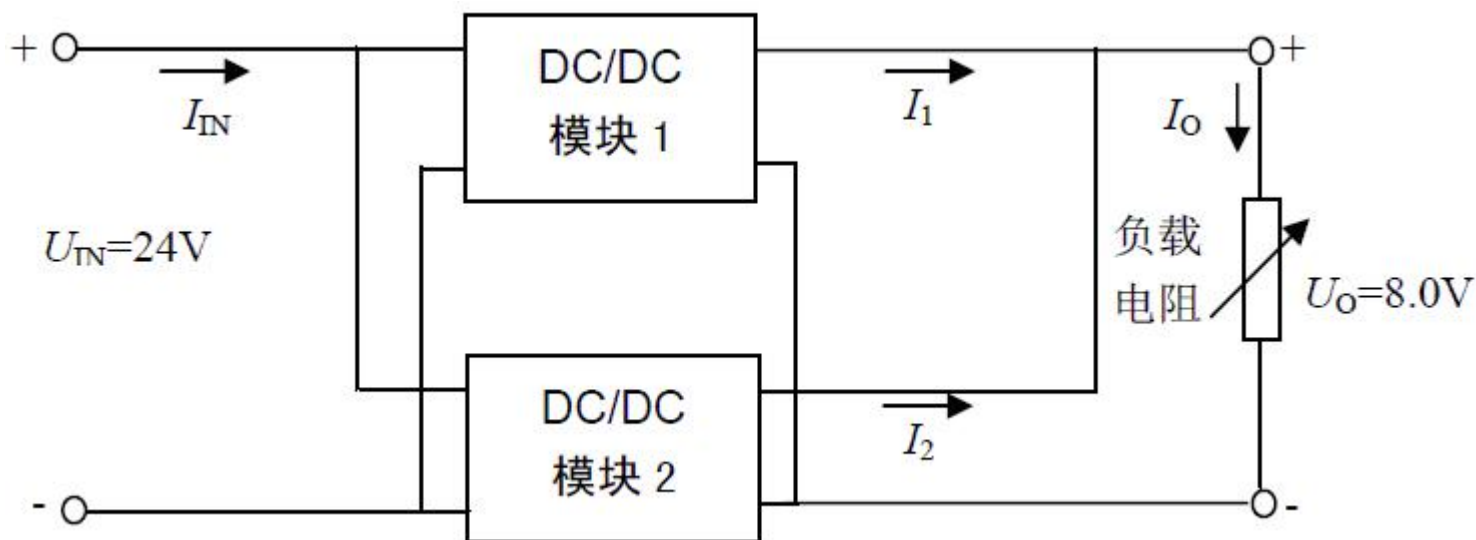 +
I_IN
U_IN=24V
-
DC/DC
模块 1
I_1
+
I_O
负载
电阻
U_O=8.0V
DC/DC
模块 2
I_2
-